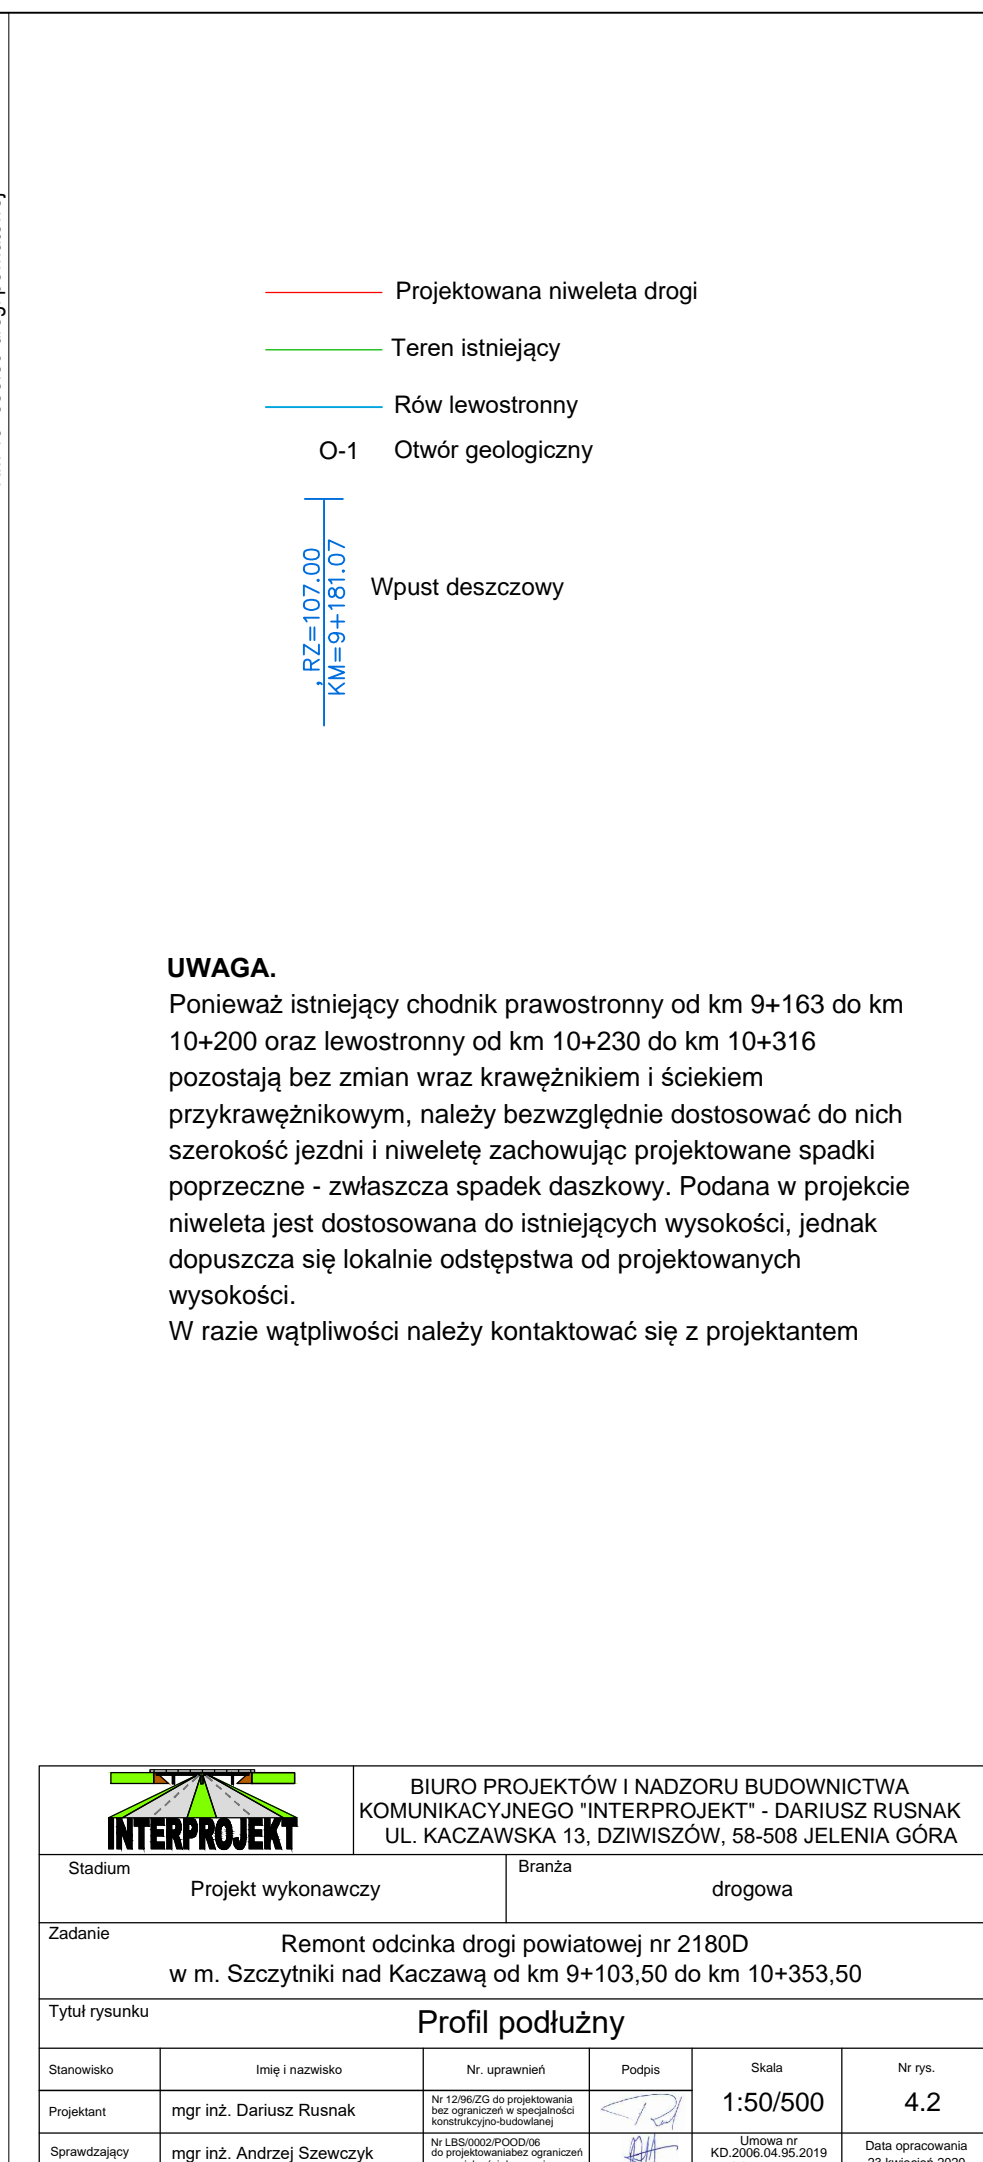 Projektowana niweleta drogi
Teren istniejący
Rów lewostronny
O-1 Otwór geologiczny
, RZ=107.00
KM=9+181.07
Wpust deszczowy
UWAGA.
Ponieważ istniejący chodnik prawostronny od km 9+163 do km
10+200 oraz lewostronny od km 10+230 do km 10+316
pozostają bez zmian wraz krawężnikiem i ściekiem
przykrawężnikowym, należy bezwzględnie dostosować do nich
szerokość jezdni i niweletę zachowując projektowane spadki
poprzeczne - zwłaszcza spadek daszkowy. Podana w projekcie
niweleta jest dostosowana do istniejących wysokości, jednak
dopuszcza się lokalnie odstępstwa od projektowanych
wysokości.
W razie wątpliwości należy kontaktować się z projektantem
INTERPROJEKT
BIURO PROJEKTÓW I NADZORU BUDOWNICTWA
KOMUNIKACYJNEGO "INTERPROJEKT" - DARIUSZ RUSNAK
UL. KACZAWSKA 13, DZIWISZÓW, 58-508 JELENIA GÓRA
Stadium
Projekt wykonawczy
Branża
drogowa
Zadanie
Remont odcinka drogi powiatowej nr 2180D
w m. Szczytniki nad Kaczawą od km 9+103,50 do km 10+353,50
Tytuł rysunku
Profil podłużny
Stanowisko
Imię i nazwisko
Nr. uprawnień
Podpis
Skala
1:50/500
Nr rys.
4.2
Projektant
mgr inż. Dariusz Rusnak
Nr 12/96/ZG do projektowania
bez ograniczeń w specjalności
konstrukcyjno-budowlanej
Sprawdzający
mgr inż. Andrzej Szewczyk
Nr LBS/0002/POOD/06
do projektowaniabez ograniczeń
Umowa nr
KD.2006.04.95.2019
Data opracowania
23 kwiecień 2020